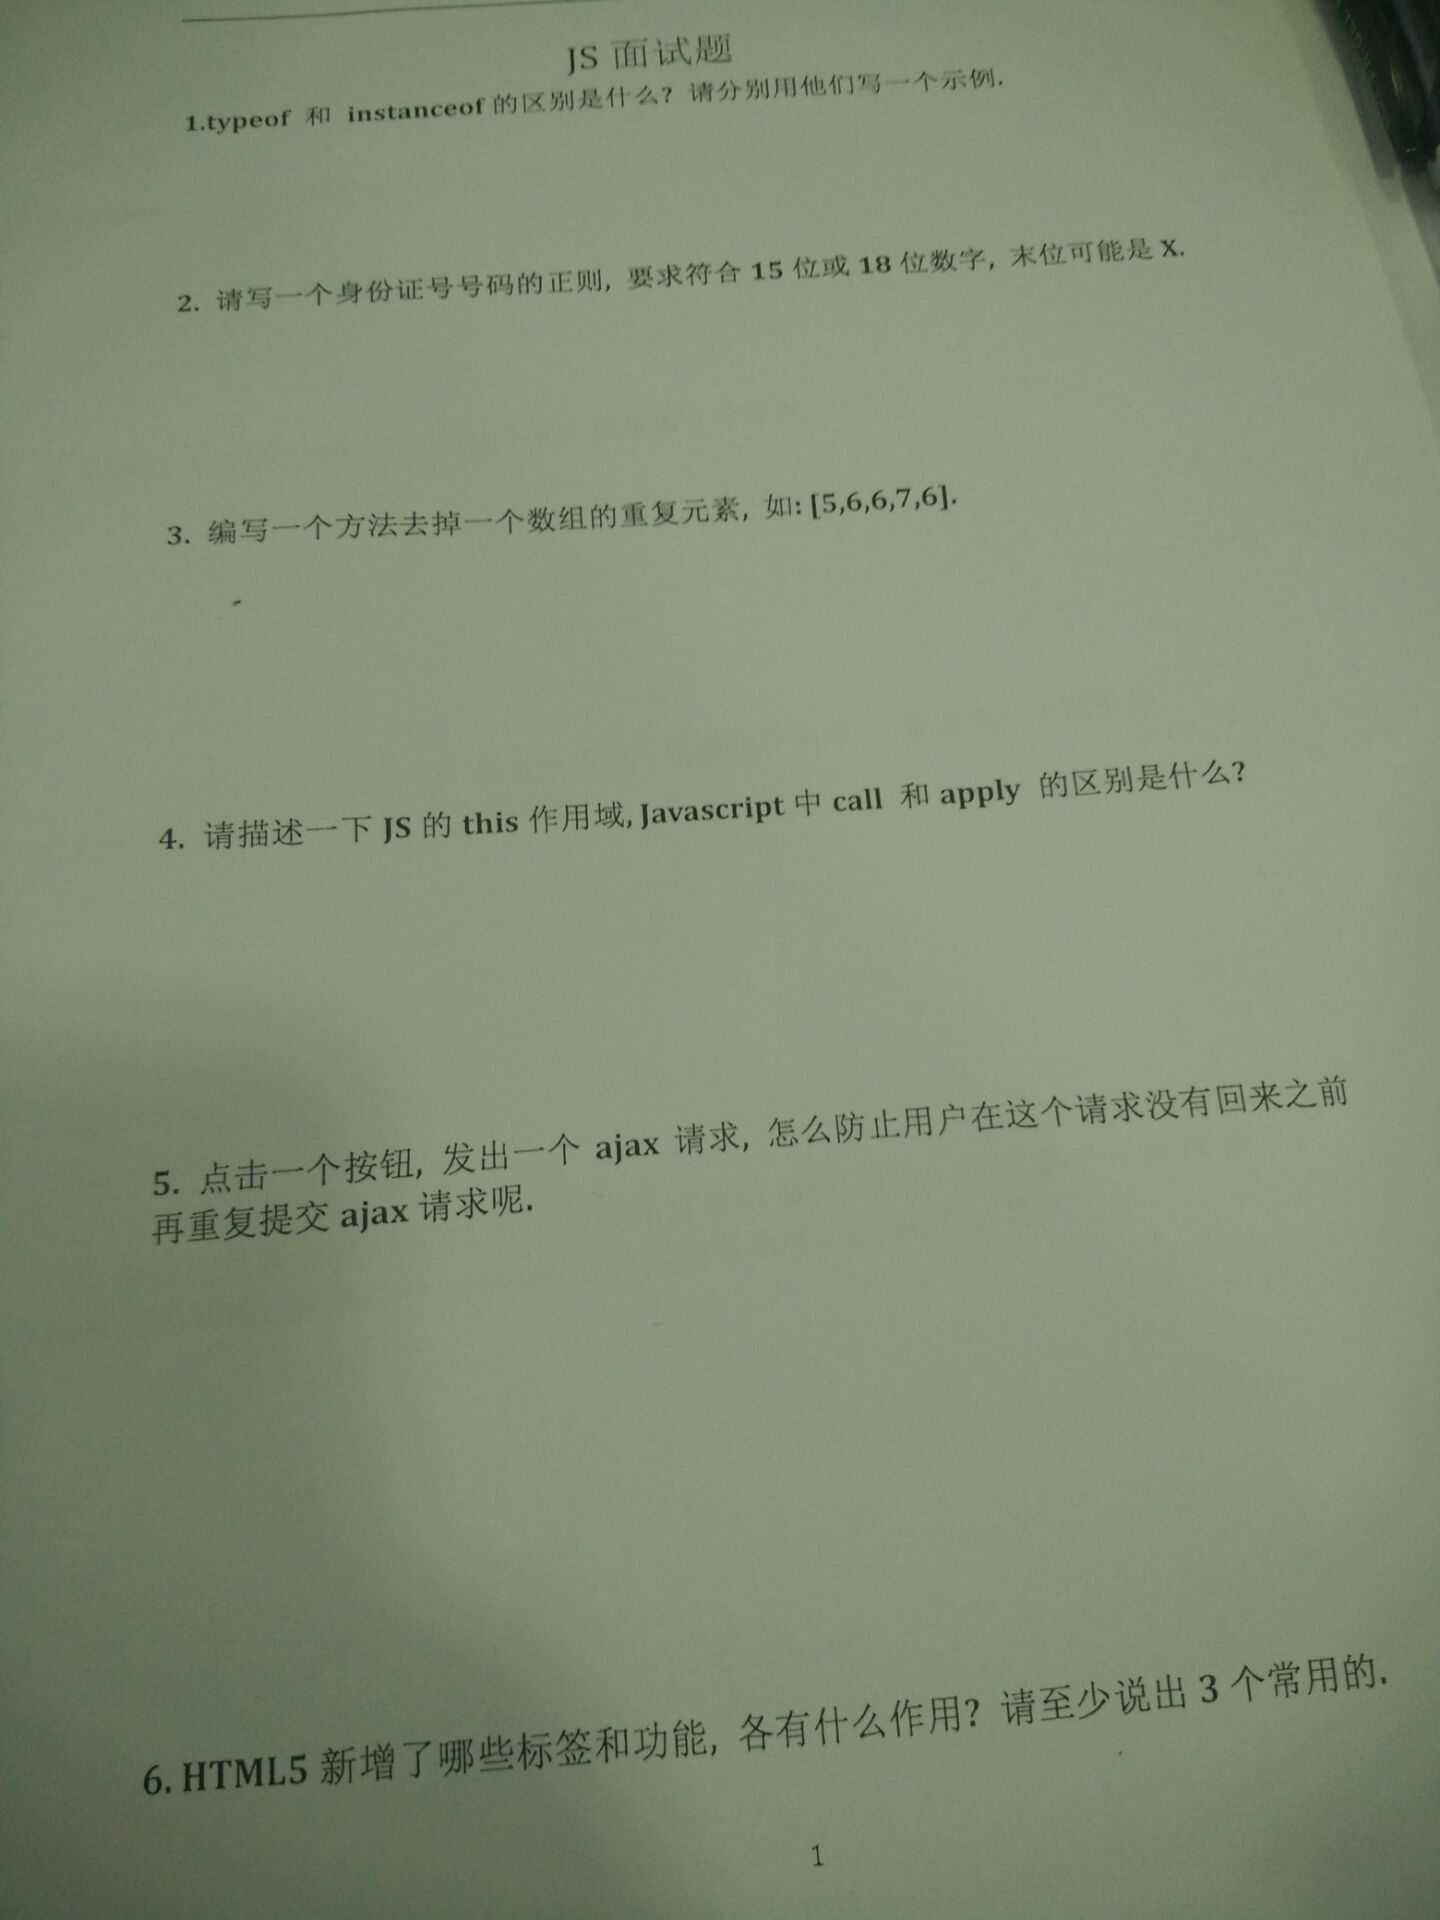 JS 面试题
1.typeof 和 instanceof 的区别是什么? 请分别用他们写一个示例.
2. 请写一个身份证号号码的正则, 要求符合 15 位或 18 位数字, 末位可能是 X.
3. 编写一个方法去掉一个数组的重复元素, 如: [5,6,6,7,6].
4. 请描述一下 JS 的 this 作用域, Javascript 中 call 和 apply 的区别是什么?
5. 点击一个按钮, 发出一个 ajax 请求, 怎么防止用户在这个请求没有回来之前
再重复提交 ajax 请求呢.
6. HTML5 新增了哪些标签和功能, 各有什么作用? 请至少说出 3 个常用的.
1